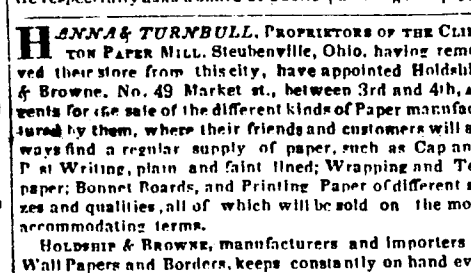 HANNA & TURNBULL, PROPRIETORS OF THE CLI
TON PAPER MILL, Steubenville, Ohio, having rem
ved their store from this city, have appointed Holdsh
& Browne, No. 49 Market st., between 3rd and 4th, a
gents for the sale of the different kinds of Paper manufac
tured by them, where their friends and customers will a
ways find a regular supply of paper, such as Cap an
P st Writing, plain and faint lined; Wrapping and T
paper; Bonnet Boards, and Printing Paper of different
zes and qualities, all of which will be sold on the mo
accommodating terms.
HOLDSHIP & BROWNE, manufacturers and importers
Wall Papers and Borders, keeps constantly on hand ev